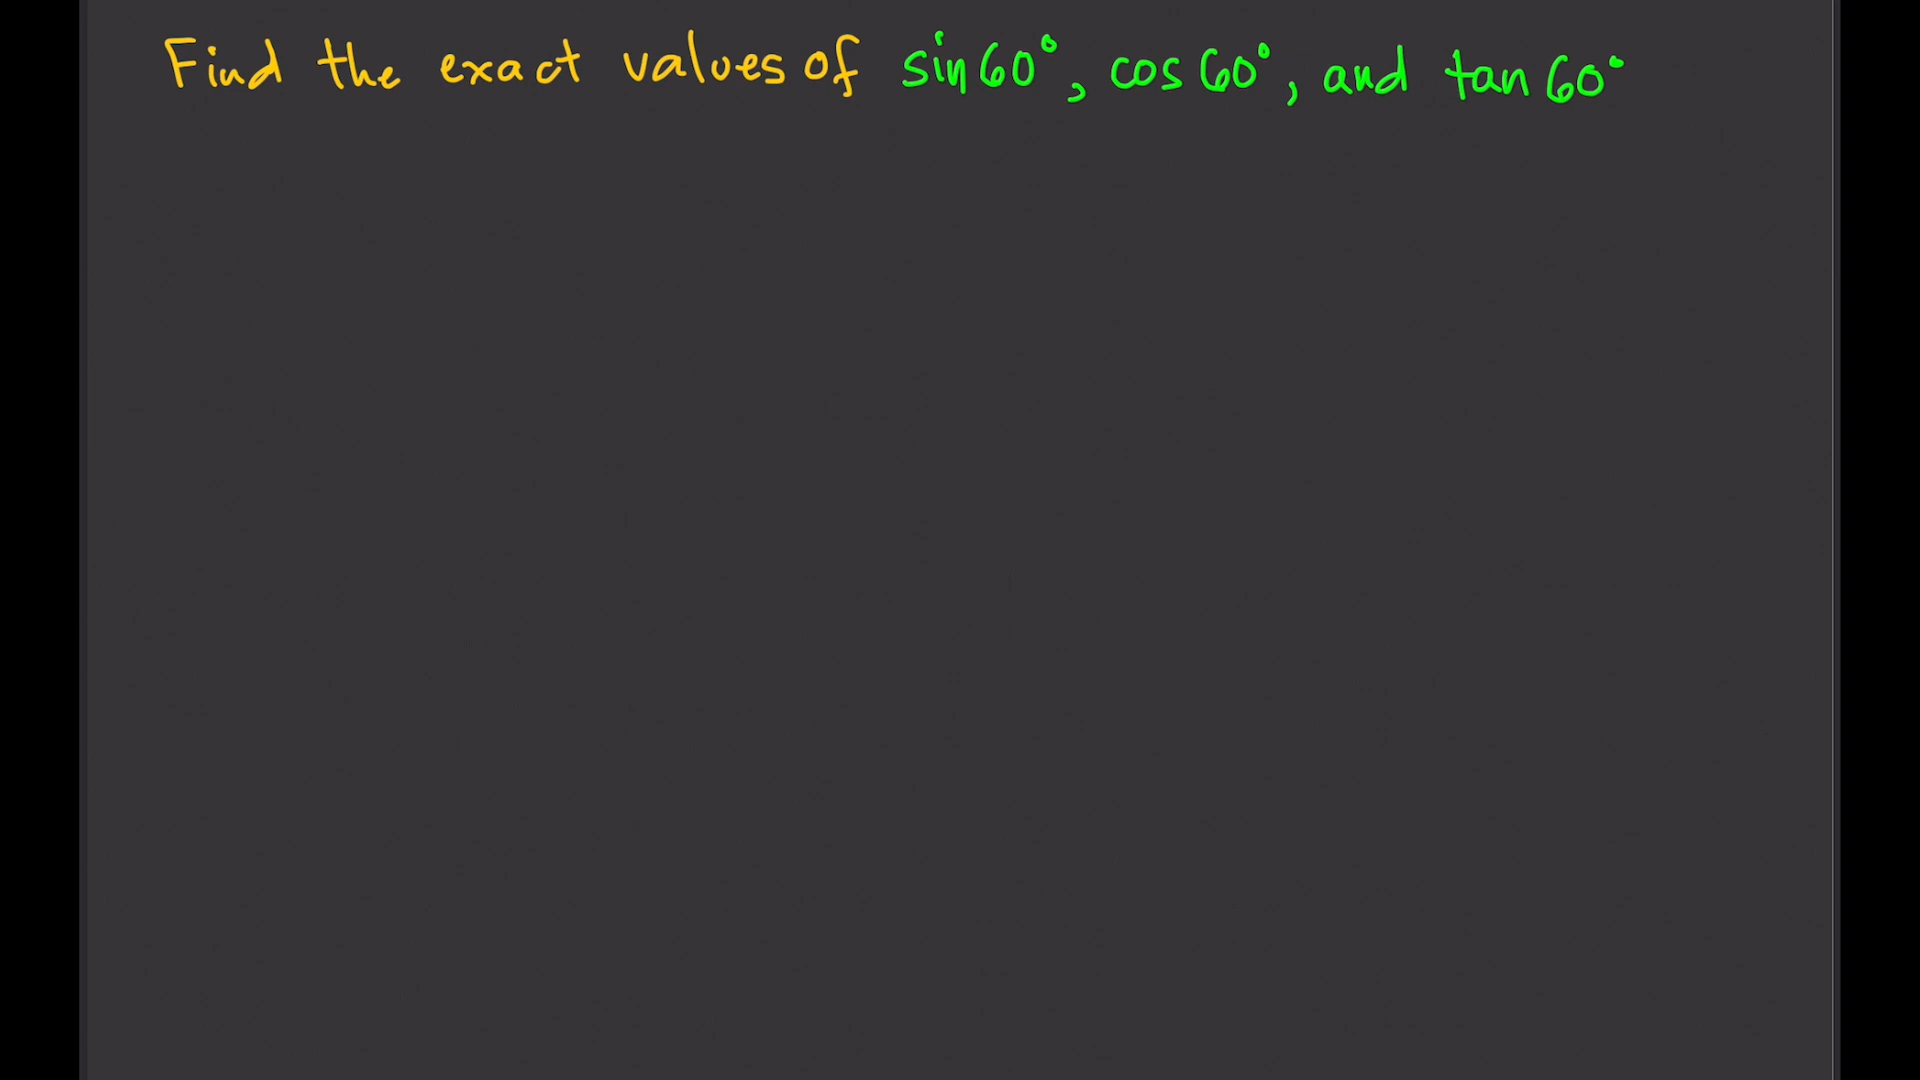 Find the exact values of sin 60°, cos 60°, and tan 60°